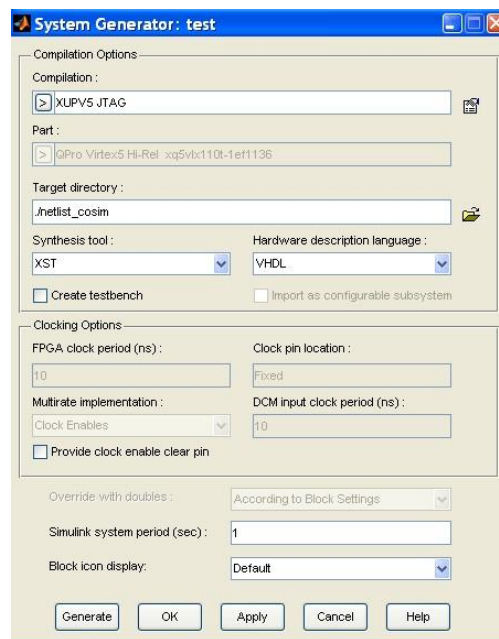 System Generator: test
Compilation Options
Compilation :
> XUPV5 JTAG
Part :
> QPro Virtex5 Hi-Rel xq5vlx110t-1ef1136
Target directory :
./netlist_cosim
Synthesis tool : Hardware description language :
XST VHDL
Create testbench Import as configurable subsystem
Clocking Options
FPGA clock period (ns) : Clock pin location :
10 Fixed
Multirate implementation : DCM input clock period (ns) :
Clock Enables 10
Provide clock enable clear pin
Override with doubles : According to Block Settings
Simulink system period (sec) : 1
Block icon display: Default
Generate OK Apply Cancel Help